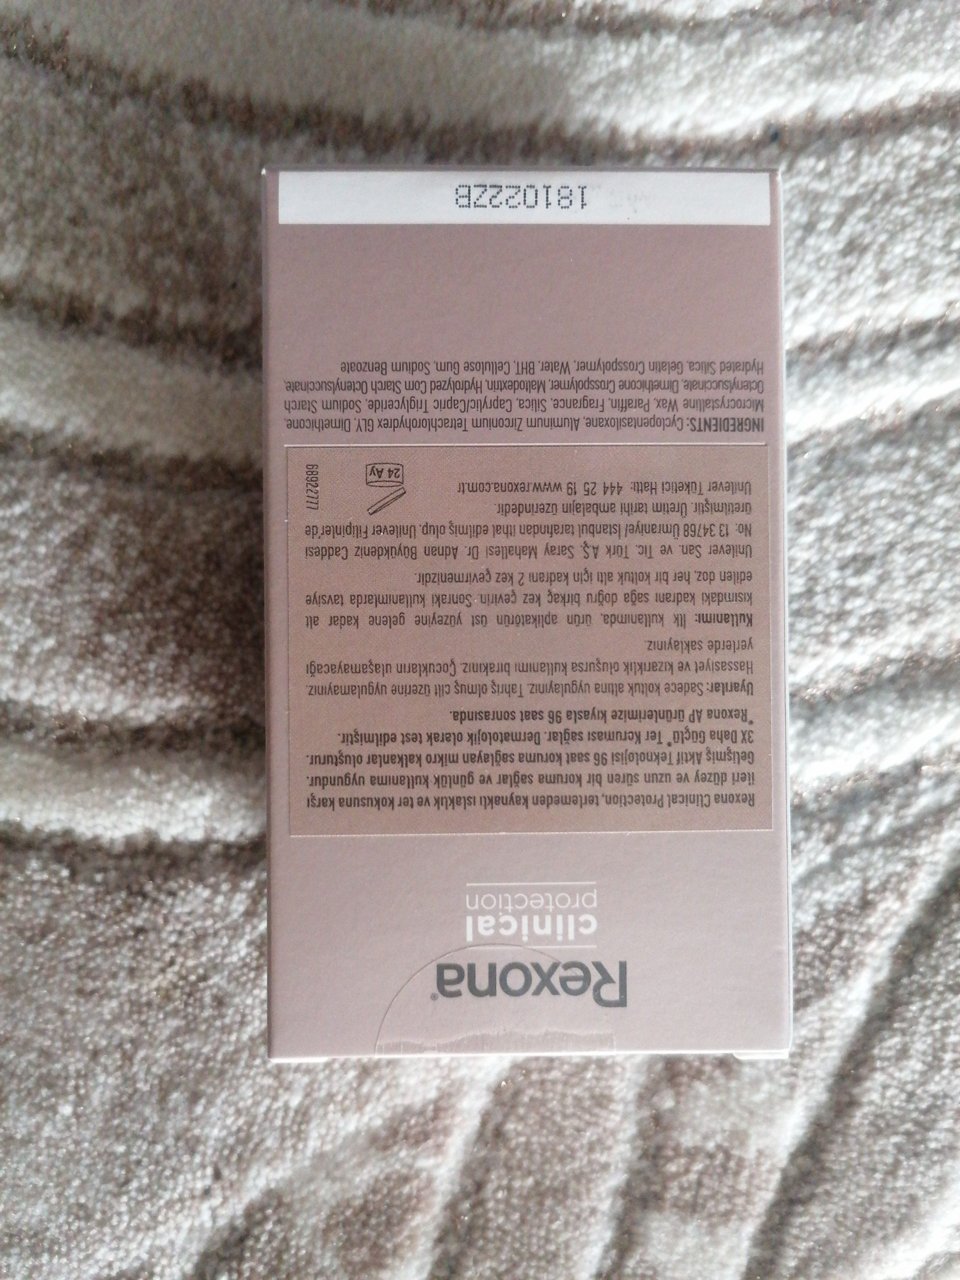 Rexona®
clinical
protection
Rexona Clinical Protection, terlemeden kaynaklı ıslaklık ve ter kokusuna karşı
ileri düzey ve uzun süren bir koruma sağlar ve günlük kullanıma uygundur.
Gelişmiş Aktif Teknolojisi 96 saat koruma sağlayan mikro kalkanlar oluşturur.
3X Daha Güçlü* Ter Koruması sağlar. Dermatolojik olarak test edilmiştir.
*Rexona AP ürünlerimize kıyasla 96 saat sonrasında.
Uyarılar: Sadece koltuk altına uygulayınız. Tahriş olmuş cilt üzerine uygulamayınız.
Hassasiyet ve kızarıklık oluşursa kullanımı bırakınız. Çocukların ulaşamayacağı
yerlerde saklayınız.
Kullanımı: İlk kullanımda, ürün aplikatörün üst yüzeyine gelene kadar alt
kısımdaki kadranı sağa doğru birkaç kez çevirin. Sonraki kullanımlarda tavsiye
edilen doz, her bir koltuk altı için kadranı 2 kez çevirmenizdir.
Unilever San. ve Tic. Türk A.Ş. Saray Mahallesi Dr. Adnan Büyükdeniz Caddesi
No: 13 34768 Ümraniye/ İstanbul tarafından ithal edilmiş olup, Unilever Filipinler'de
üretilmiştir. Üretim tarihi ambalajın üzerindedir.
Unilever Tüketici Hattı: 444 25 19 www.rexona.com.tr
24 Ay
68922777
INGREDIENTS: Cyclopentasiloxane, Aluminum Zirconium Tetrachlorohydrex GLY, Dimethicone,
Microcrystalline Wax, Paraffin, Fragrance, Silica, Caprylic/Capric Triglyceride, Sodium Starch
Octenylsuccinate, Dimethicone Crosspolymer, Maltodextrin, Hydrolyzed Corn Starch Octenylsuccinate,
Hydrated Silica, Gelatin Crosspolymer, Water, BHT, Cellulose Gum, Sodium Benzoate
181022ZB